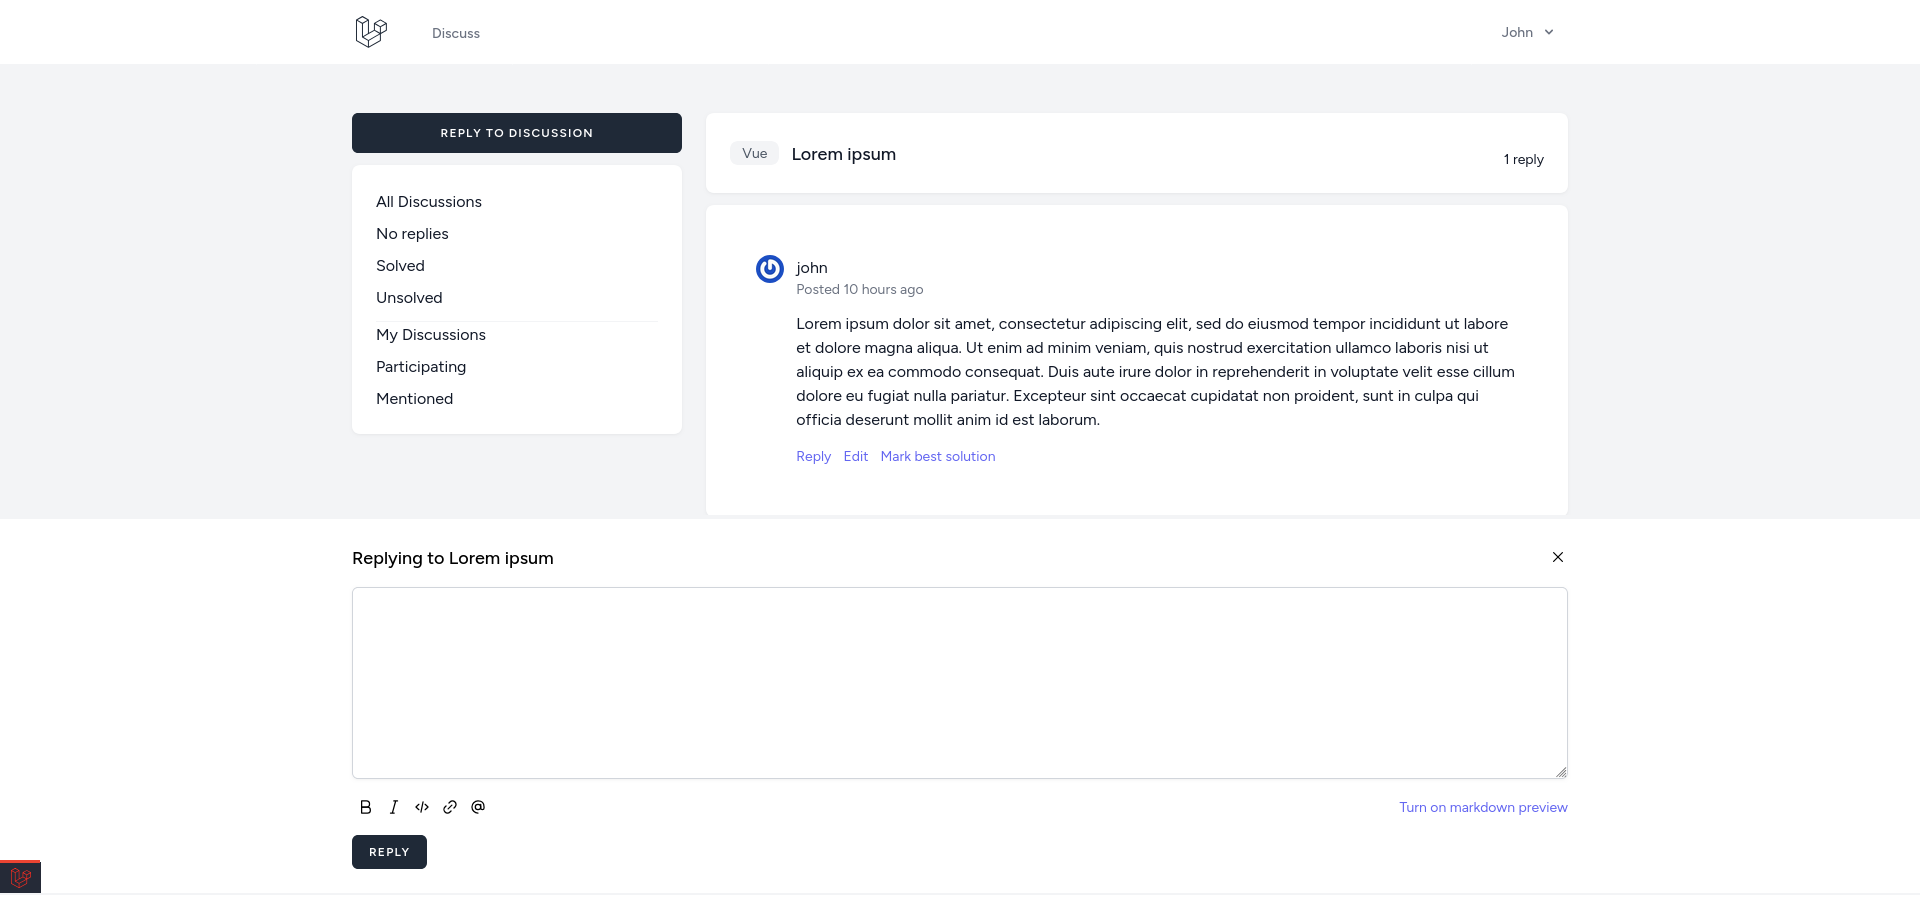 Discuss
John
REPLY TO DISCUSSION
All Discussions
No replies
Solved
Unsolved
My Discussions
Participating
Mentioned
Vue
Lorem ipsum
1 reply
john
Posted 10 hours ago
Lorem ipsum dolor sit amet, consectetur adipiscing elit, sed do eiusmod tempor incididunt ut labore
et dolore magna aliqua. Ut enim ad minim veniam, quis nostrud exercitation ullamco laboris nisi ut
aliquip ex ea commodo consequat. Duis aute irure dolor in reprehenderit in voluptate velit esse cillum
dolore eu fugiat nulla pariatur. Excepteur sint occaecat cupidatat non proident, sunt in culpa qui
officia deserunt mollit anim id est laborum.
Reply Edit Mark best solution
Replying to Lorem ipsum
Turn on markdown preview
REPLY